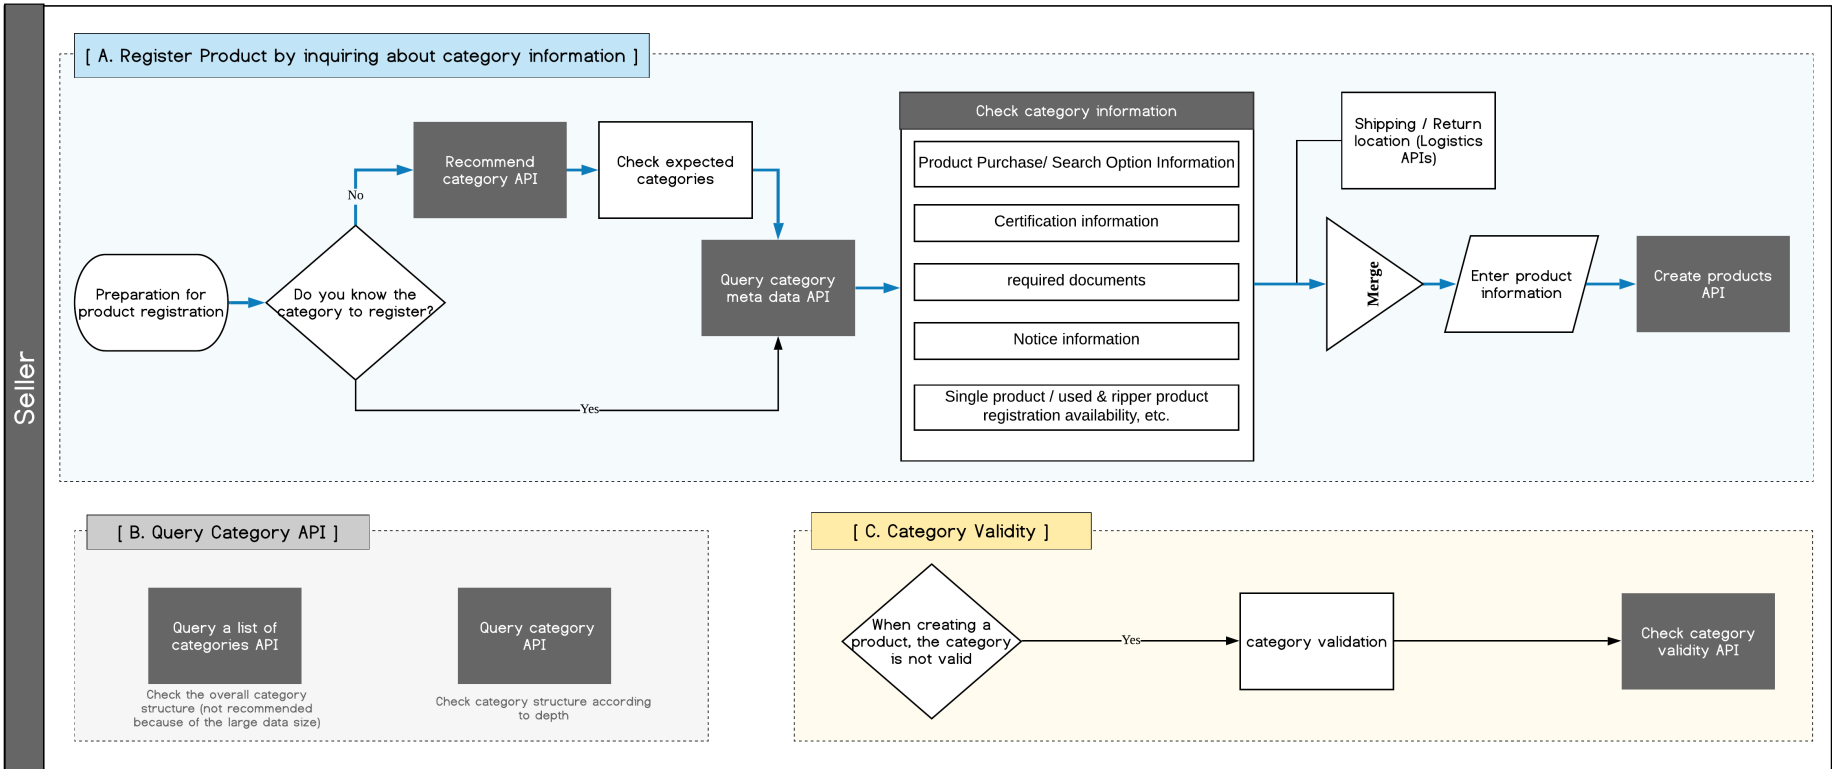 Seller
[ A. Register Product by inquiring about category information ]
Preparation for
product registration
Do you know the
category to register?
No
Yes
Recommend
category API
Check expected
categories
Query category
meta data API
Check category information
Product Purchase/ Search Option Information
Certification information
required documents
Notice information
Single product / used & ripper product
registration availability, etc.
Shipping / Return
location (Logistics
APIs)
Merge
Enter product
information
Create products
API
[ B. Query Category API ]
Query a list of
categories API
Check the overall category
structure (not recommended
because of the large data size)
Query category
API
Check category structure according
to depth
[ C. Category Validity ]
When creating a
product, the category
is not valid
Yes
category validation
Check category
validity API